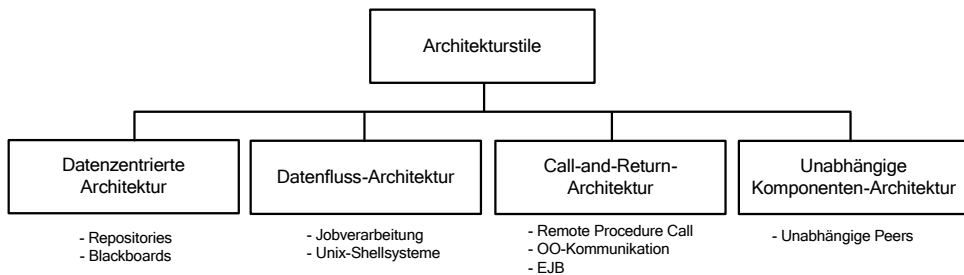 Architekturstile
Datenzentrierte
Architektur
- Repositories
- Blackboards
Datenfluss-Architektur
- Jobverarbeitung
- Unix-Shellsysteme
Call-and-Return-
Architektur
- Remote Procedure Call
- OO-Kommunikation
- EJB
Unabhängige
Komponenten-Architektur
- Unabhängige Peers